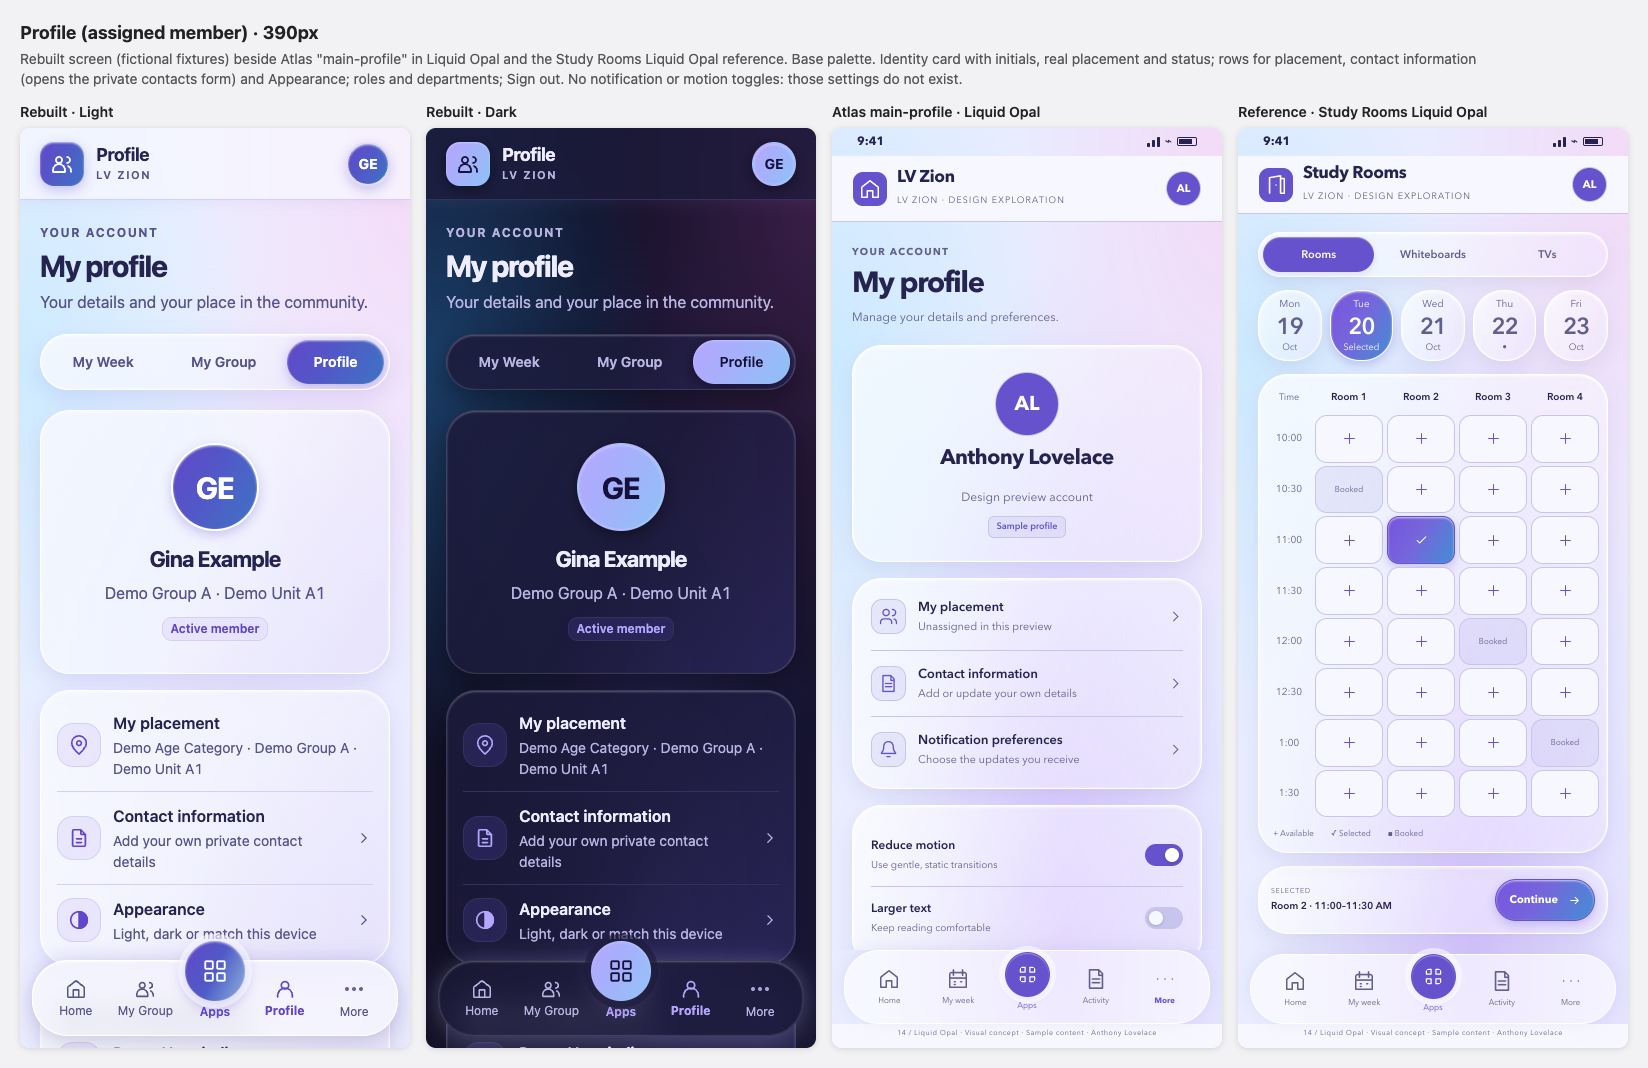 Profile (assigned member) · 390px
Rebuilt screen (fictional fixtures) beside Atlas "main-profile" in Liquid Opal and the Study Rooms Liquid Opal reference. Base palette. Identity card with initials, real placement and status; rows for placement, contact information
(opens the private contacts form) and Appearance; roles and departments; Sign out. No notification or motion toggles: those settings do not exist.
Rebuilt · Light
Profile
LV ZION
GE
YOUR ACCOUNT
My profile
Your details and your place in the community.
My Week My Group Profile
GE
Gina Example
Demo Group A · Demo Unit A1
Active member
My placement
Demo Age Category · Demo Group A ·
Demo Unit A1
Contact information
Add your own private contact
details
Appearance
Light, dark or match this device
Home My Group Apps Profile More
Rebuilt · Dark
Profile
LV ZION
GE
YOUR ACCOUNT
My profile
Your details and your place in the community.
My Week My Group Profile
GE
Gina Example
Demo Group A · Demo Unit A1
Active member
My placement
Demo Age Category · Demo Group A ·
Demo Unit A1
Contact information
Add your own private contact
details
Appearance
Light, dark or match this device
Home My Group Apps Profile More
Atlas main-profile · Liquid Opal
9:41
LV Zion
LV ZION · DESIGN EXPLORATION
AL
YOUR ACCOUNT
My profile
Manage your details and preferences.
AL
Anthony Lovelace
Design preview account
Sample profile
My placement
Unassigned in this preview
Contact information
Add or update your own details
Notification preferences
Choose the updates you receive
Reduce motion
Use gentle, static transitions
Larger text
Keep reading comfortable
Home My week Apps Activity More
14 / Liquid Opal · Visual concept · Sample content · Anthony Lovelace
Reference · Study Rooms Liquid Opal
9:41
Study Rooms
LV ZION · DESIGN EXPLORATION
AL
Rooms Whiteboards TVs
Mon Tue Wed Thu Fri
19 20 21 22 23
Oct Selected Oct • Oct
Time Room 1 Room 2 Room 3 Room 4
10:00 + + + +
10:30 Booked + + +
11:00 + ✓ + +
11:30 + + + +
12:00 + + Booked +
12:30 + + + +
1:00 + + + Booked
1:30 + + + +
+ Available ✓ Selected ■ Booked
SELECTED
Room 2 · 11:00–11:30 AM
Continue →
Home My week Apps Activity More
14 / Liquid Opal · Visual concept · Sample content · Anthony Lovelace